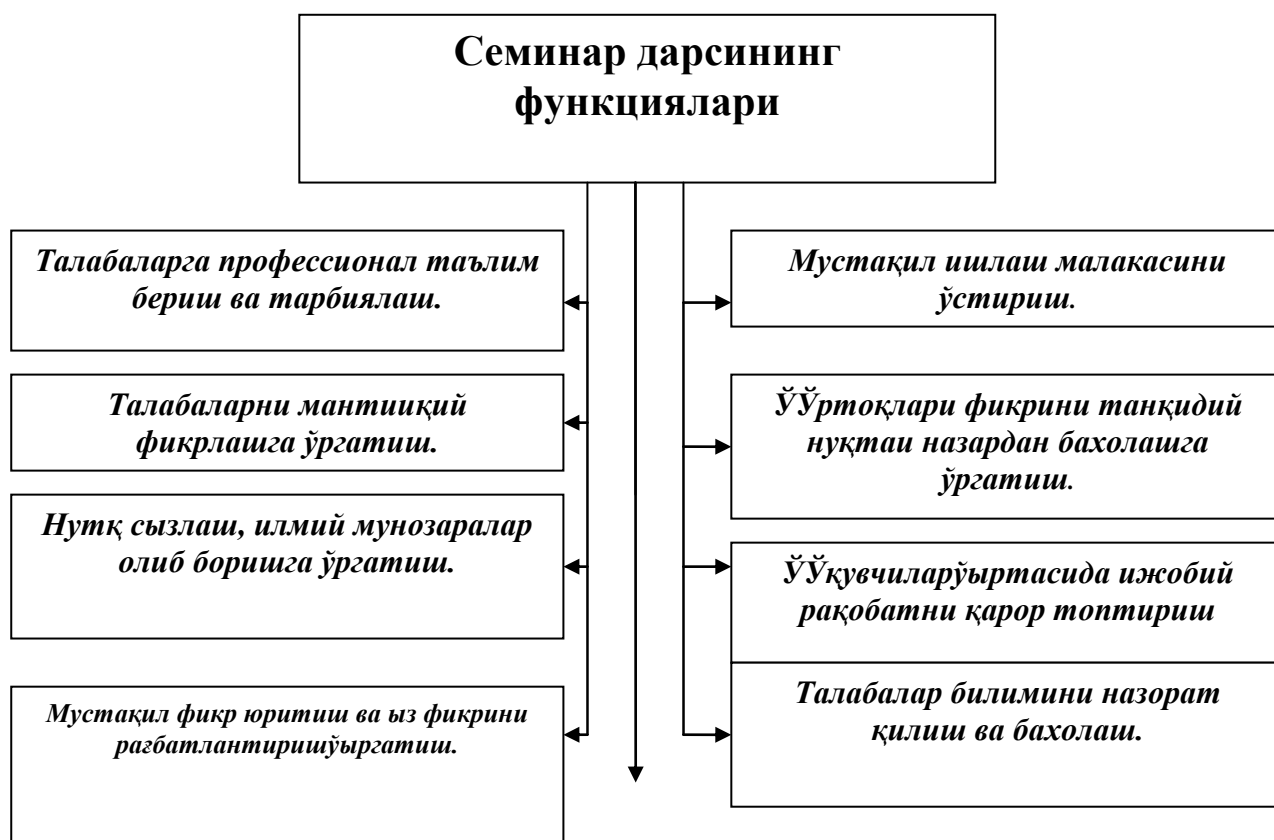 Семинар дарсининг
функциялари
Талабаларга профессионал таълим
бериш ва тарбиялаш.
Талабаларни мантииқий
фикрлашга ўргатиш.
Нутқ сызлаш, илмий мунозаралар
олиб боришга ўргатиш.
Мустақил фикр юритиш ва ыз фикрини
рағбатлантиришўыргатиш.
Мустақил ишлаш малакасини
ўстириш.
ЎЎртоқлари фикрини танқидий
нуқтаи назардан бахолашга
ўргатиш.
ЎЎқувчиларўыртасида ижобий
рақобатни қарор топтириш
Талабалар билимини назорат
қилиш ва бахолаш.